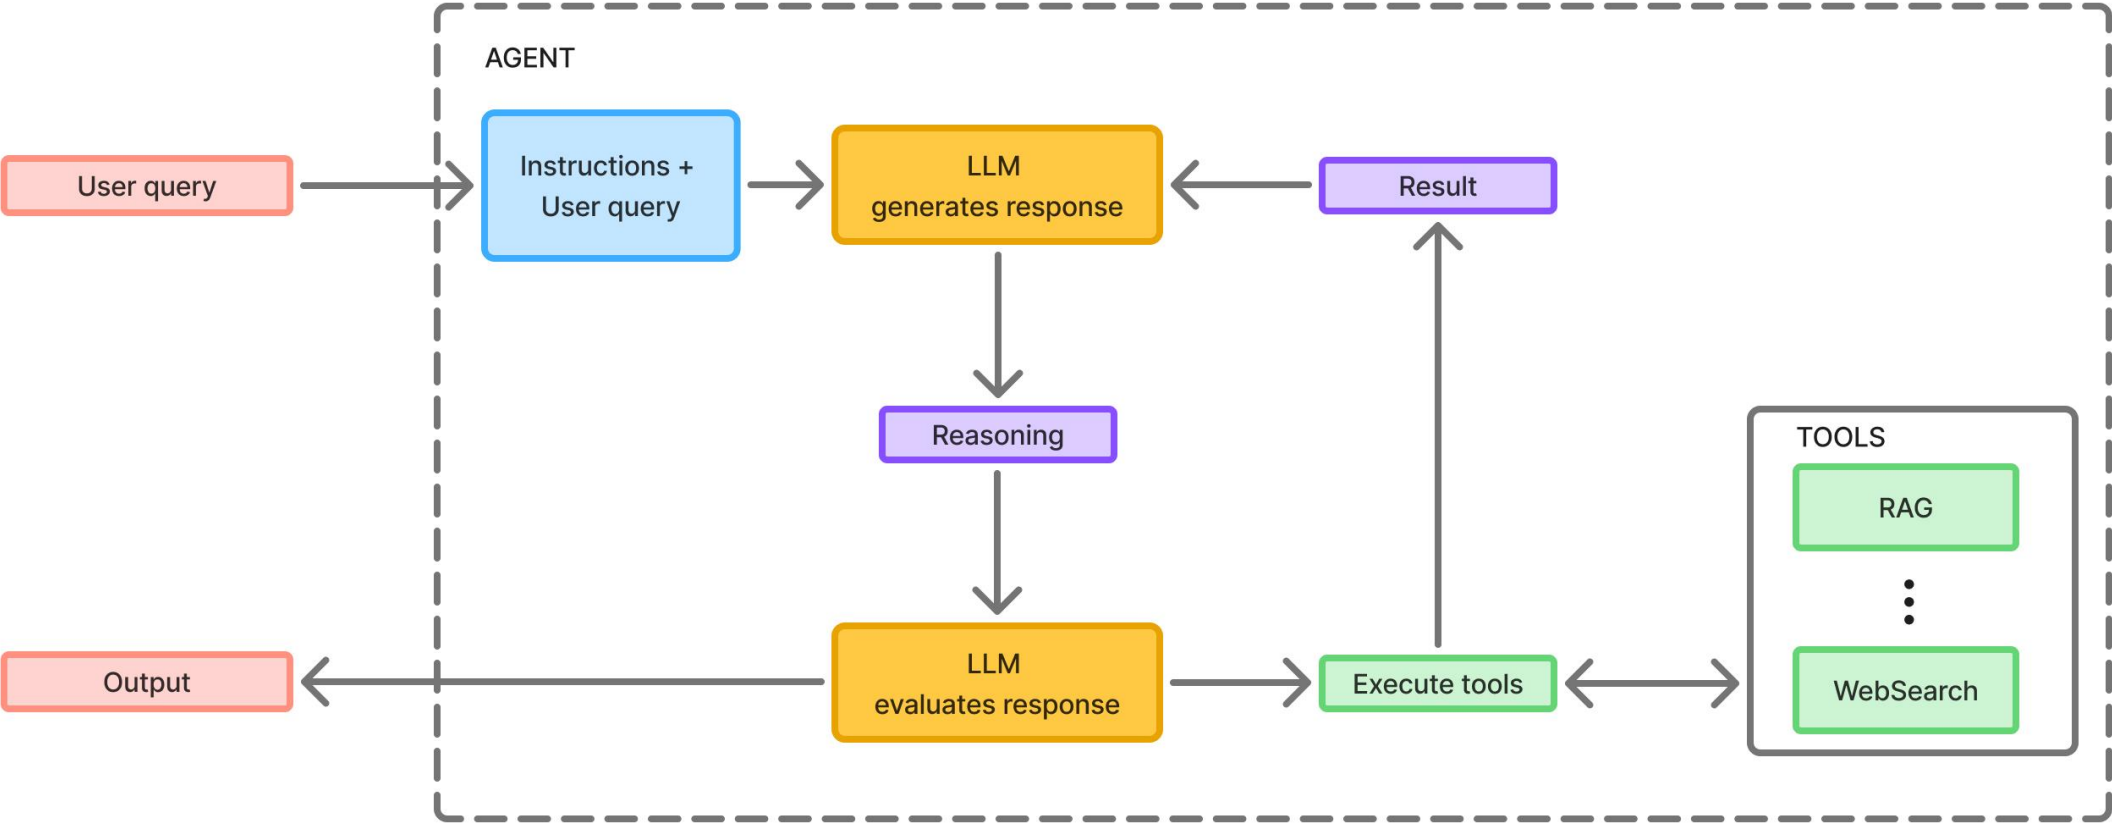 AGENT
User query
Instructions +
User query
LLM
generates response
Result
Reasoning
TOOLS
RAG
WebSearch
Output
LLM
evaluates response
Execute tools